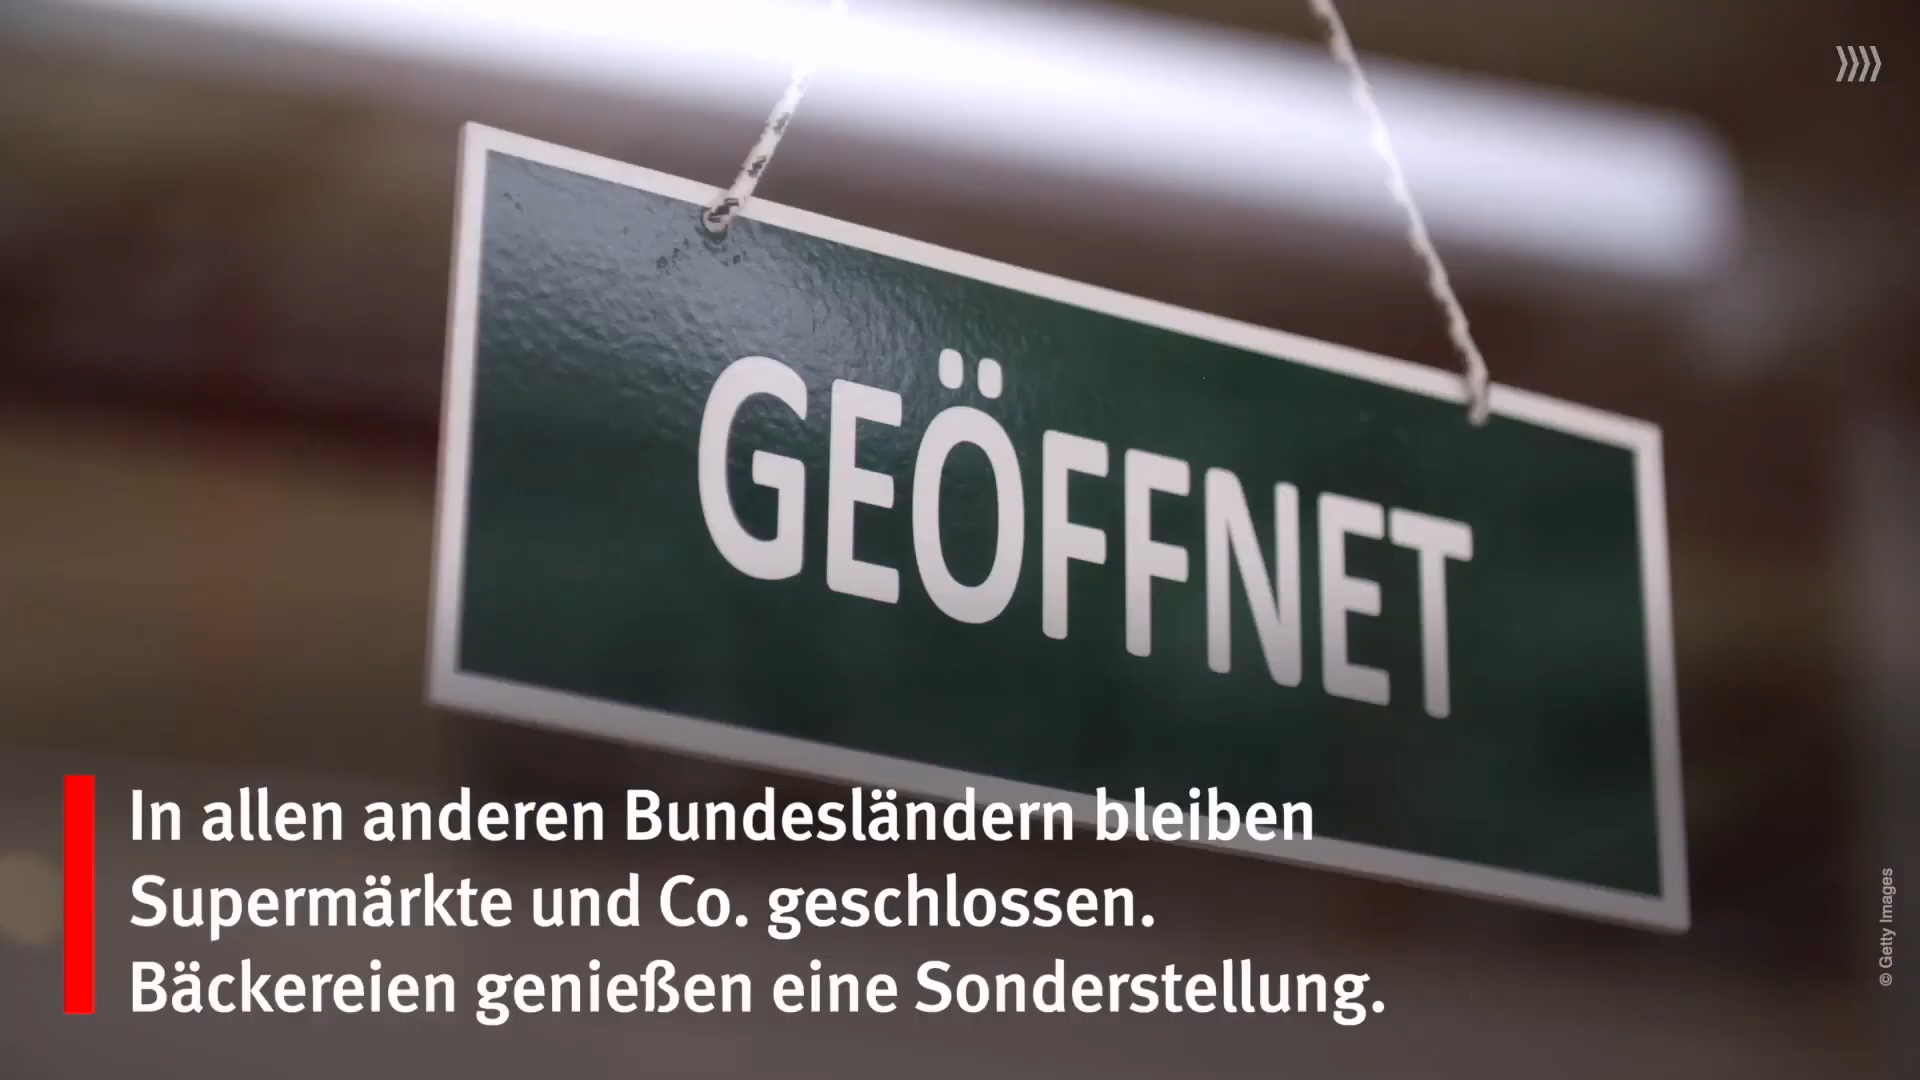 GEÖFFNET
In allen anderen Bundesländern bleiben
Supermärkte und Co. geschlossen.
Bäckereien genießen eine Sonderstellung.
© Getty Images